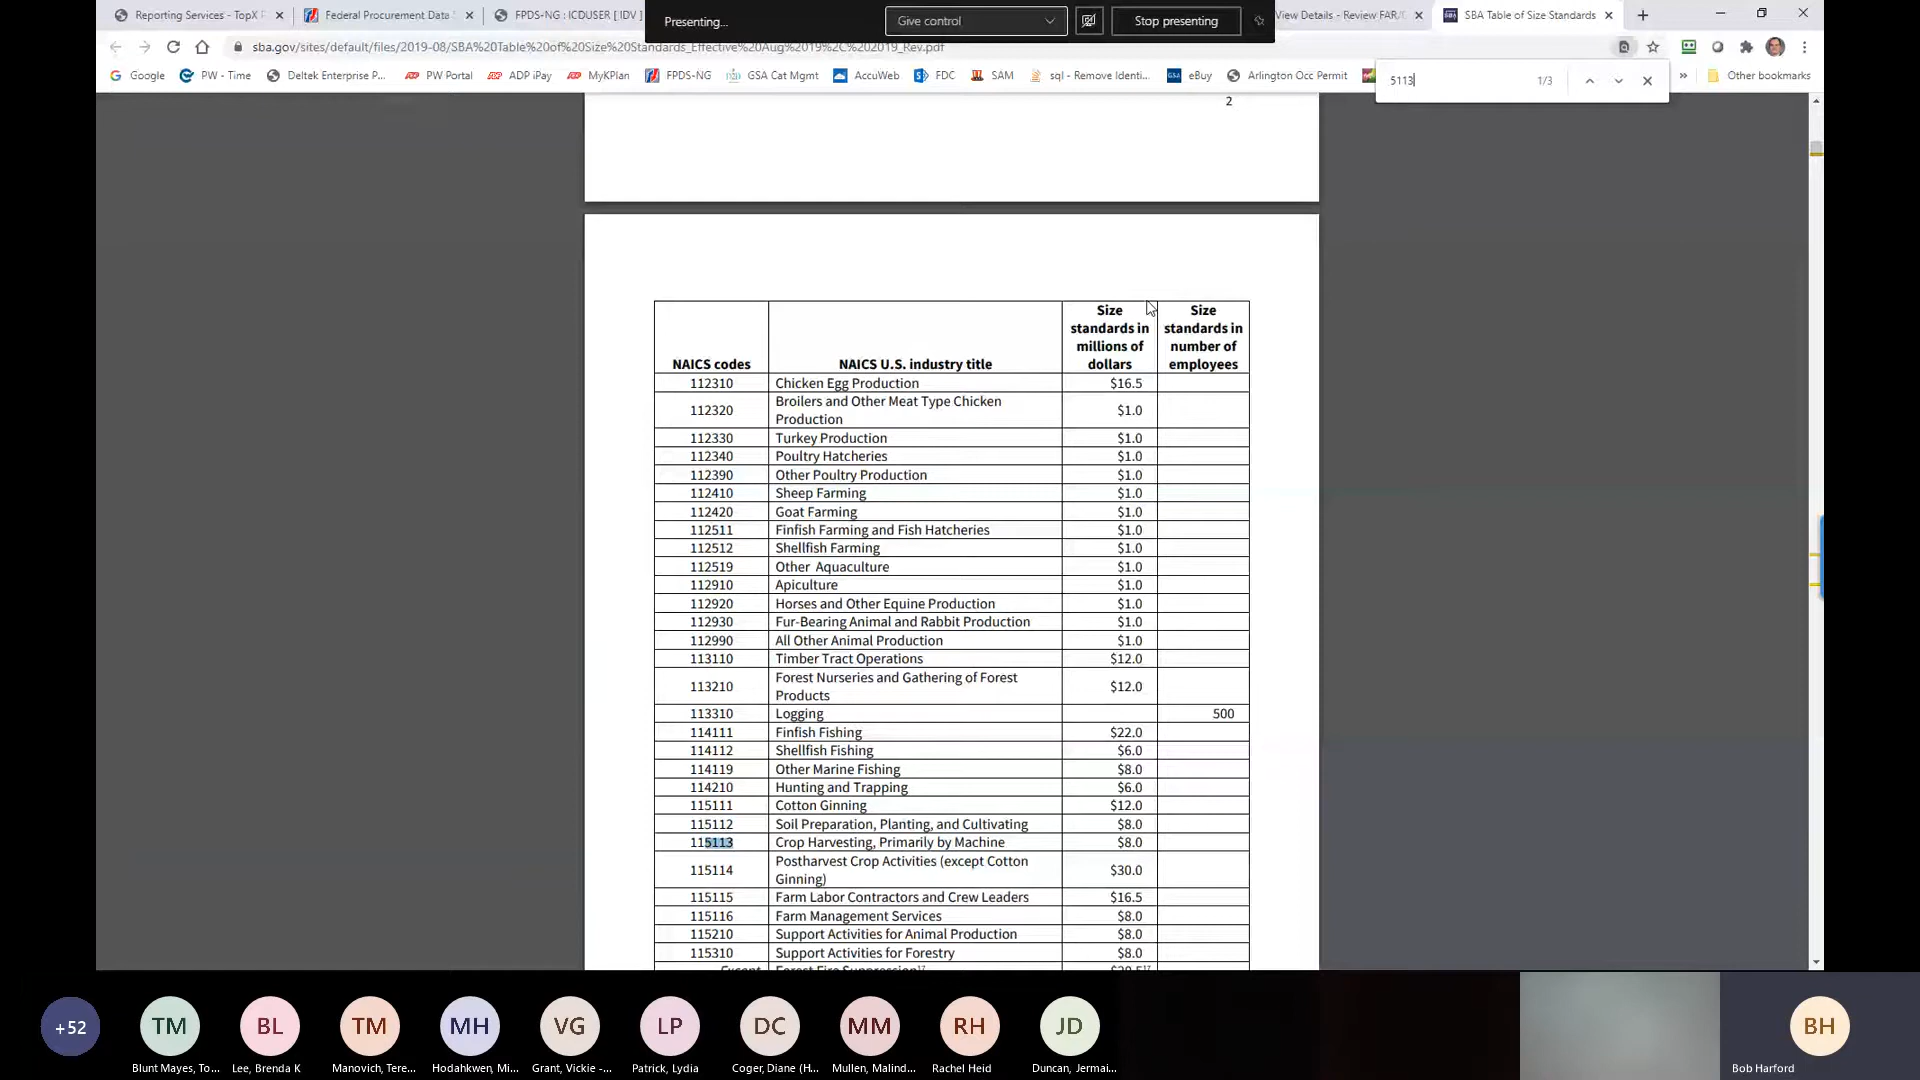 Reporting Services - TopX
Federal Procurement Data
FPDS-NG : ICDUSER [ IDV ]
Presenting...
Give control
Stop presenting
View Details - Review FAR/
SBA Table of Size Standards
sba.gov/sites/default/files/2019-08/SBA%20Table%20of%20Size%20Standards_Effective%20Aug%2019%2C%202019_Rev.pdf
Google
PW - Time
Deltek Enterprise P...
PW Portal
ADP iPay
MyKPlan
FPDS-NG
GSA Cat Mgmt
AccuWeb
FDC
SAM
sql - Remove Identi...
eBuy
Arlington Occ Permit
Other bookmarks
5113
1/3
2
NAICS codes NAICS U.S. industry title Size standards in millions of dollars Size standards in number of employees
112310 Chicken Egg Production $16.5
112320 Broilers and Other Meat Type Chicken Production $1.0
112330 Turkey Production $1.0
112340 Poultry Hatcheries $1.0
112390 Other Poultry Production $1.0
112410 Sheep Farming $1.0
112420 Goat Farming $1.0
112511 Finfish Farming and Fish Hatcheries $1.0
112512 Shellfish Farming $1.0
112519 Other Aquaculture $1.0
112910 Apiculture $1.0
112920 Horses and Other Equine Production $1.0
112930 Fur-Bearing Animal and Rabbit Production $1.0
112990 All Other Animal Production $1.0
113110 Timber Tract Operations $12.0
113210 Forest Nurseries and Gathering of Forest Products $12.0
113310 Logging 500
114111 Finfish Fishing $22.0
114112 Shellfish Fishing $6.0
114119 Other Marine Fishing $8.0
114210 Hunting and Trapping $6.0
115111 Cotton Ginning $12.0
115112 Soil Preparation, Planting, and Cultivating $8.0
115113 Crop Harvesting, Primarily by Machine $8.0
115114 Postharvest Crop Activities (except Cotton Ginning) $30.0
115115 Farm Labor Contractors and Crew Leaders $16.5
115116 Farm Management Services $8.0
115210 Support Activities for Animal Production $8.0
115310 Support Activities for Forestry $8.0
+52
TM
BL
TM
MH
VG
LP
DC
MM
RH
JD
BH
Blunt Mayes, To...
Lee, Brenda K
Manovich, Tere...
Hodahkwen, Mi...
Grant, Vickie -...
Patrick, Lydia
Coger, Diane (H...
Mullen, Malind...
Rachel Heid
Duncan, Jermai...
Bob Harford